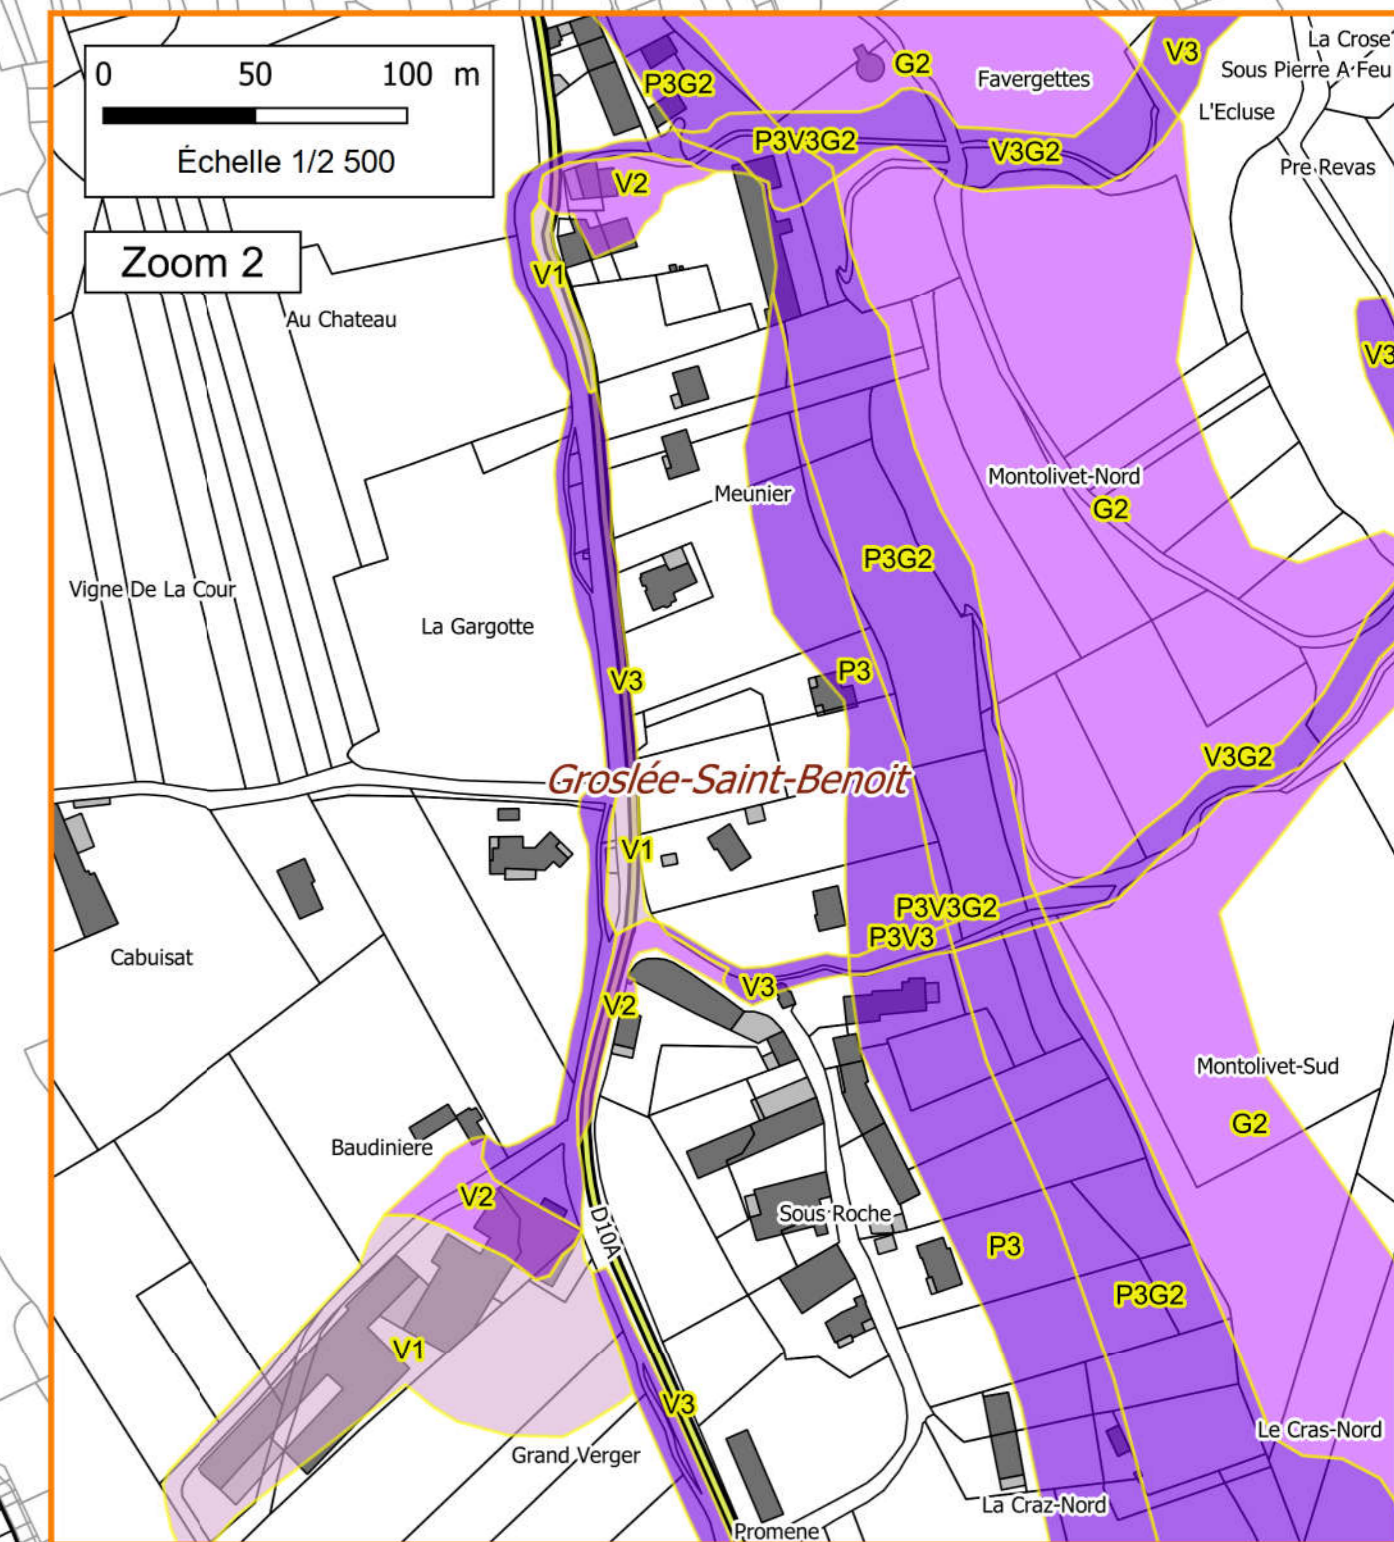 0 50 100 m
Échelle 1/2 500
Zoom 2
La Crose
Sous Pierre A Feu
V3
G2
Favergettes
P3G2
L'Ecluse
P3V3G2
V3G2
Pre Revas
V2
V1
Au Chateau
V3
Montolivet-Nord
Meunier
G2
P3G2
Vigne De La Cour
La Gargotte
P3
V3
V3G2
Groslée-Saint-Benoit
V1
P3V3G2
P3V3
Cabuisat
V3
V2
Montolivet-Sud
G2
Baudiniere
V2
Sous Roche
D10A
P3
P3G2
V1
V3
Le Cras-Nord
Grand Verger
La Craz-Nord
Promene